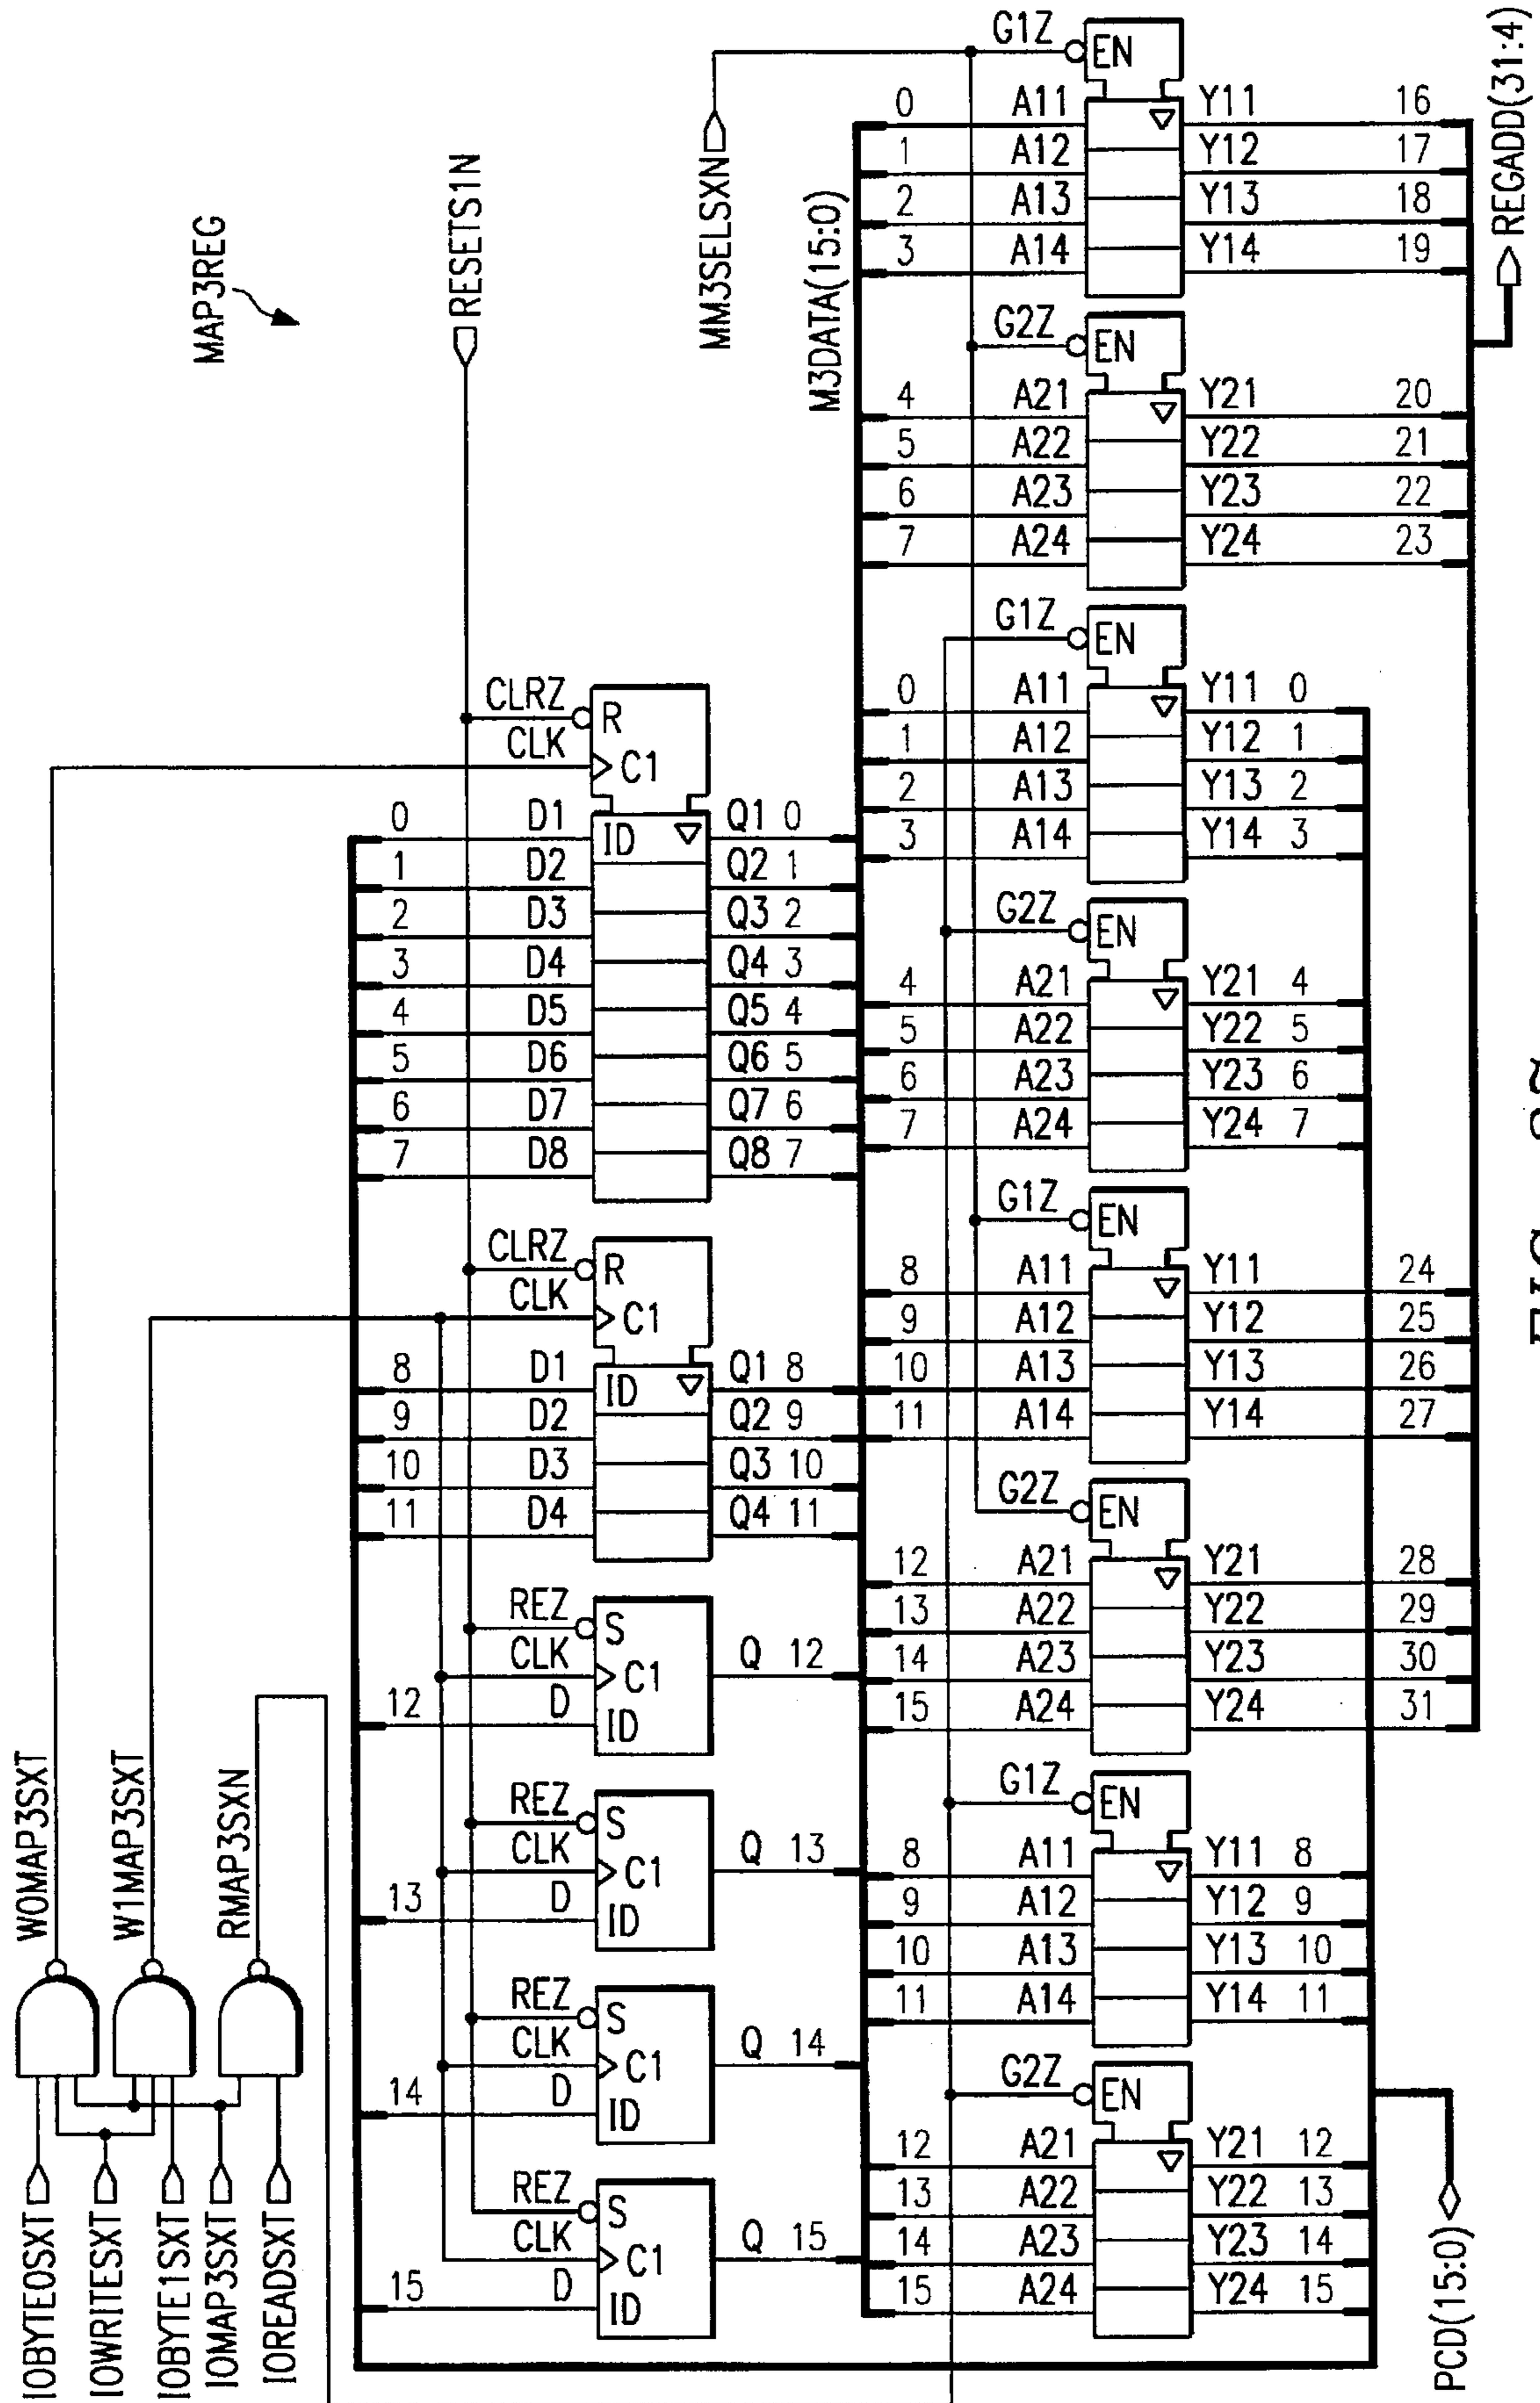 MAP3REG
RESETS1N
MM3SELSXN
M3DATA(15:0)
REGADD(31:4)
PCD(15:0)
IOBYTE0SXT
IOWRITESXT
IOBYTE1SXT
IOMAP3SXT
IOREADSXT
W0MAP3SXT
W1MAP3SXT
RMAP3SXN
CLRZ R
CLK C1
0 D1 ID Q1 0
1 D2 Q2 1
2 D3 Q3 2
3 D4 Q4 3
4 D5 Q5 4
5 D6 Q6 5
6 D7 Q7 6
7 D8 Q8 7
CLRZ R
CLK C1
8 D1 ID Q1 8
9 D2 Q2 9
10 D3 Q3 10
11 D4 Q4 11
REZ S
CLK C1 Q 12
12 D ID
REZ S
CLK C1 Q 13
13 D ID
REZ S
CLK C1 Q 14
14 D ID
REZ S
CLK C1 Q 15
15 D ID
G1Z EN
0 A11 Y11 16
1 A12 Y12 17
2 A13 Y13 18
3 A14 Y14 19
G2Z EN
4 A21 Y21 20
5 A22 Y22 21
6 A23 Y23 22
7 A24 Y24 23
G1Z EN
0 A11 Y11 0
1 A12 Y12 1
2 A13 Y13 2
3 A14 Y14 3
G2Z EN
4 A21 Y21 4
5 A22 Y22 5
6 A23 Y23 6
7 A24 Y24 7
G1Z EN
8 A11 Y11 24
9 A12 Y12 25
10 A13 Y13 26
11 A14 Y14 27
G2Z EN
12 A21 Y21 28
13 A22 Y22 29
14 A23 Y23 30
15 A24 Y24 31
G1Z EN
8 A11 Y11 8
9 A12 Y12 9
10 A13 Y13 10
11 A14 Y14 11
G2Z EN
12 A21 Y21 12
13 A22 Y22 13
14 A23 Y23 14
15 A24 Y24 15